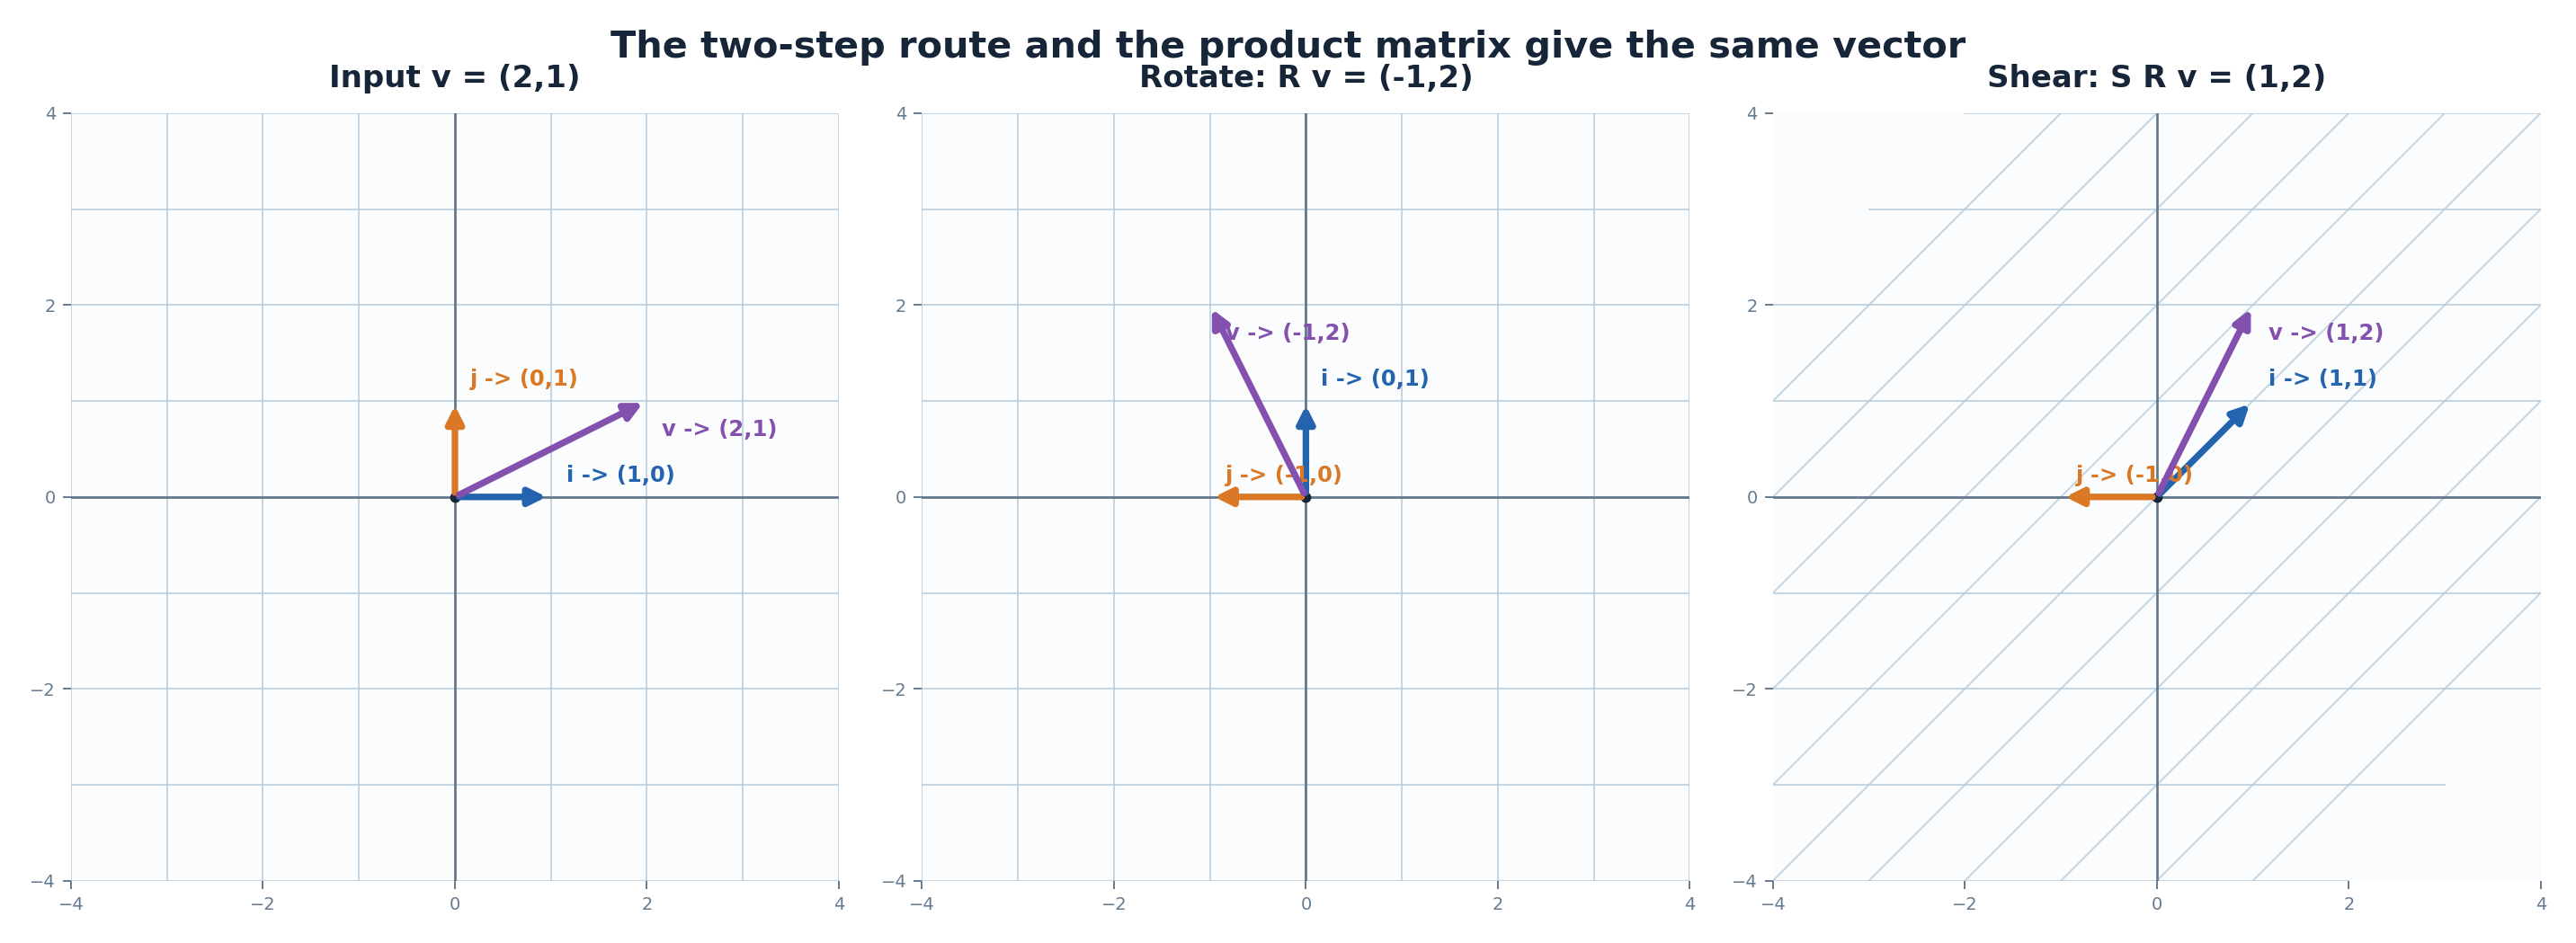 The two-step route and the product matrix give the same vector
Input v = (2,1)
4
2
0
−2
−4
−4
−2
0
2
4
j -> (0,1)
v -> (2,1)
i -> (1,0)
Rotate: R v = (-1,2)
4
2
0
−2
−4
−4
−2
0
2
4
v -> (-1,2)
i -> (0,1)
j -> (-1,0)
Shear: S R v = (1,2)
4
2
0
−2
−4
−4
−2
0
2
4
v -> (1,2)
i -> (1,1)
j -> (-1,0)